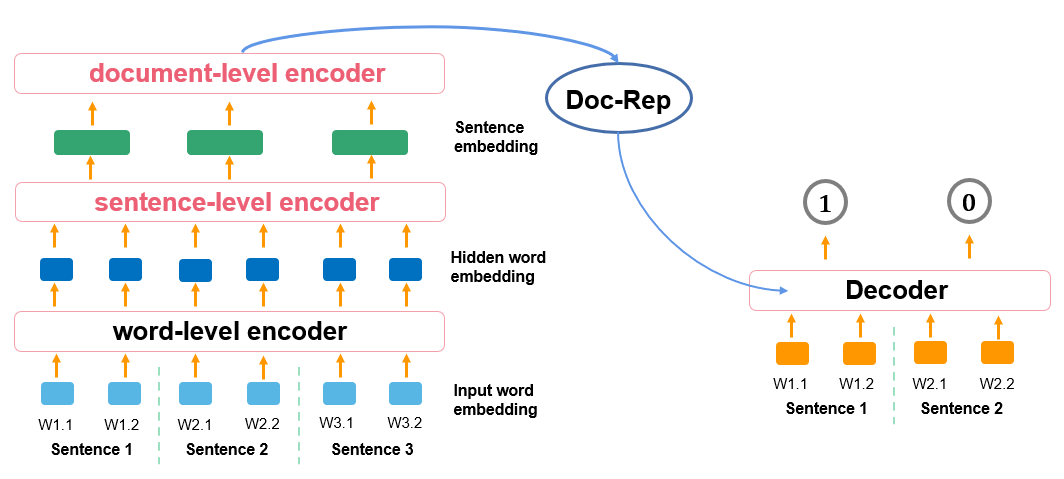 document-level encoder
Sentence
embedding
sentence-level encoder
Hidden word
embedding
word-level encoder
Input word
embedding
W1.1 W1.2 W2.1 W2.2 W3.1 W3.2
Sentence 1 Sentence 2 Sentence 3
Doc-Rep
1 0
Decoder
W1.1 W1.2 W2.1 W2.2
Sentence 1 Sentence 2